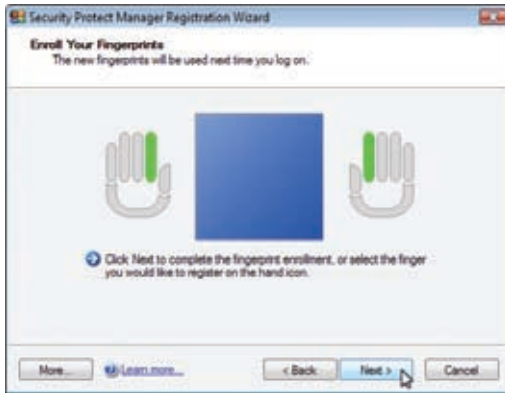 Security Protect Manager Registration Wizard
Enroll Your Fingerprints
The new fingerprints will be used next time you log on.
Click Next to complete the fingerprint enrollment, or select the finger
you would like to register on the hand icon.
More...
Learn more...
< Back
Next >
Cancel